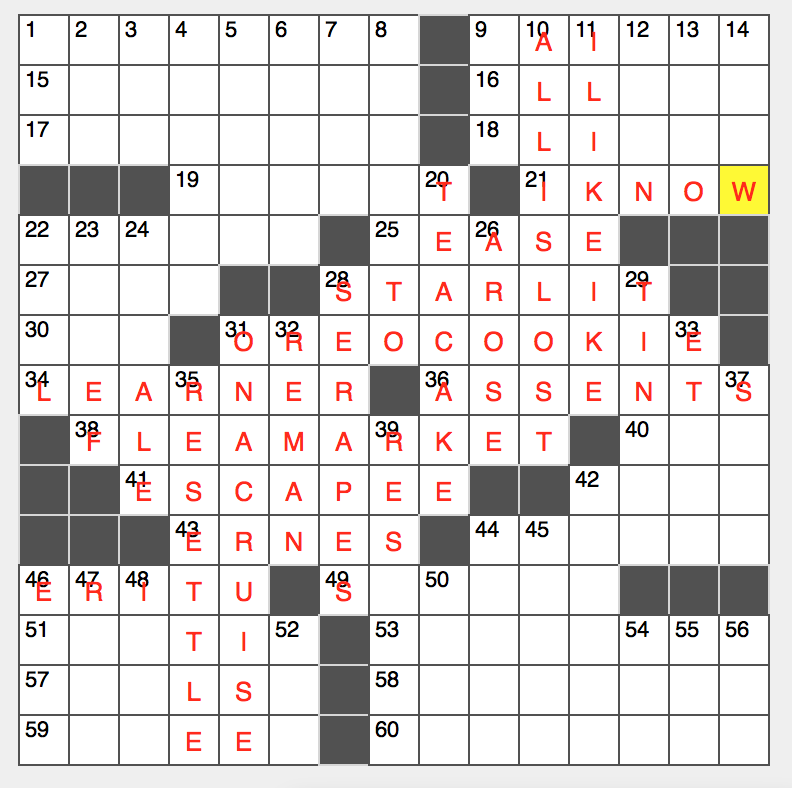 1 2 3 4 5 6 7 8 9 10 A 11 I 12 13 14
15 16 L L
17 18 L I
19 20 T 21 I K N O W
22 23 24 25 E 26 A S E
27 28 S T A R L I 29 T
30 31 O 32 R E O C O O K I 33 E
34 L E A 35 R N E R 36 A S S E N T 37 S
38 F L E A M A 39 R K E T 40
41 E S C A P E E 42
43 E R N E S 44 45
46 E 47 R 48 I T U 49 S 50
51 T I 52 53 54 55 56
57 L S 58
59 E E 60